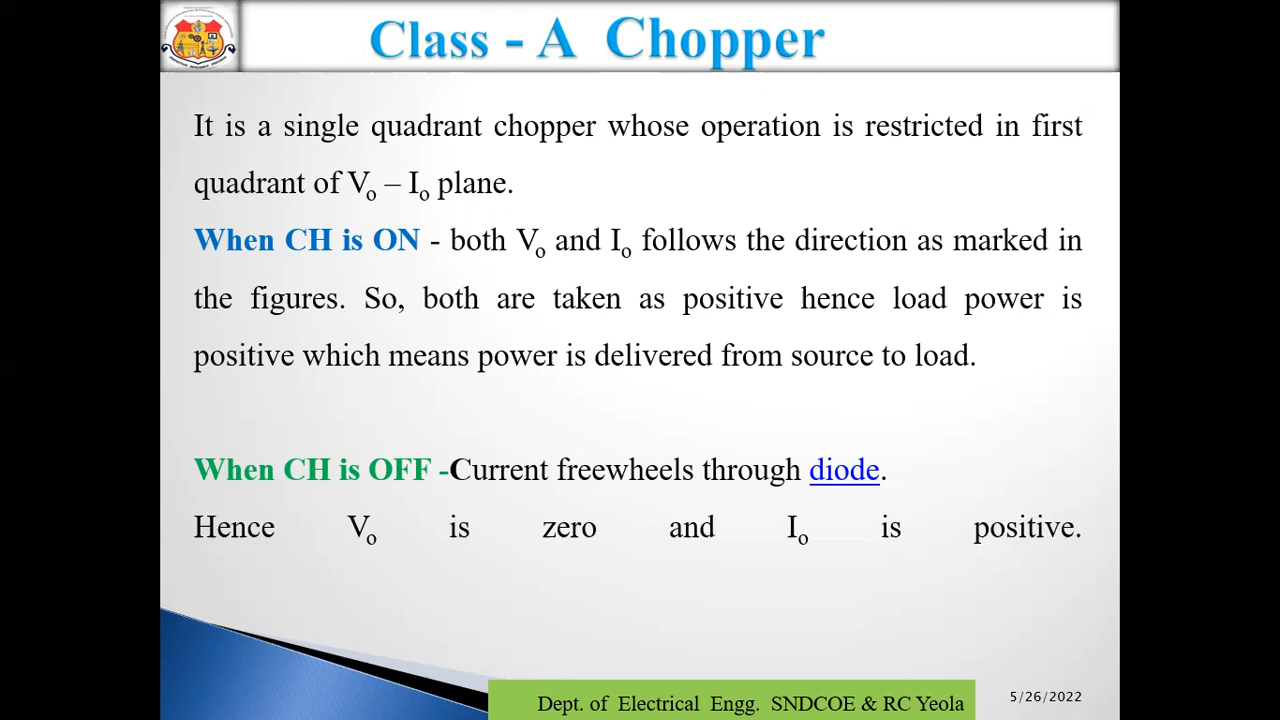 Class - A Chopper
It is a single quadrant chopper whose operation is restricted in first
quadrant of Vo – Io plane.
When CH is ON - both Vo and Io follows the direction as marked in
the figures. So, both are taken as positive hence load power is
positive which means power is delivered from source to load.
When CH is OFF -Current freewheels through diode.
Hence Vo is zero and Io is positive.
Dept. of Electrical Engg. SNDCOE & RC Yeola
5/26/2022